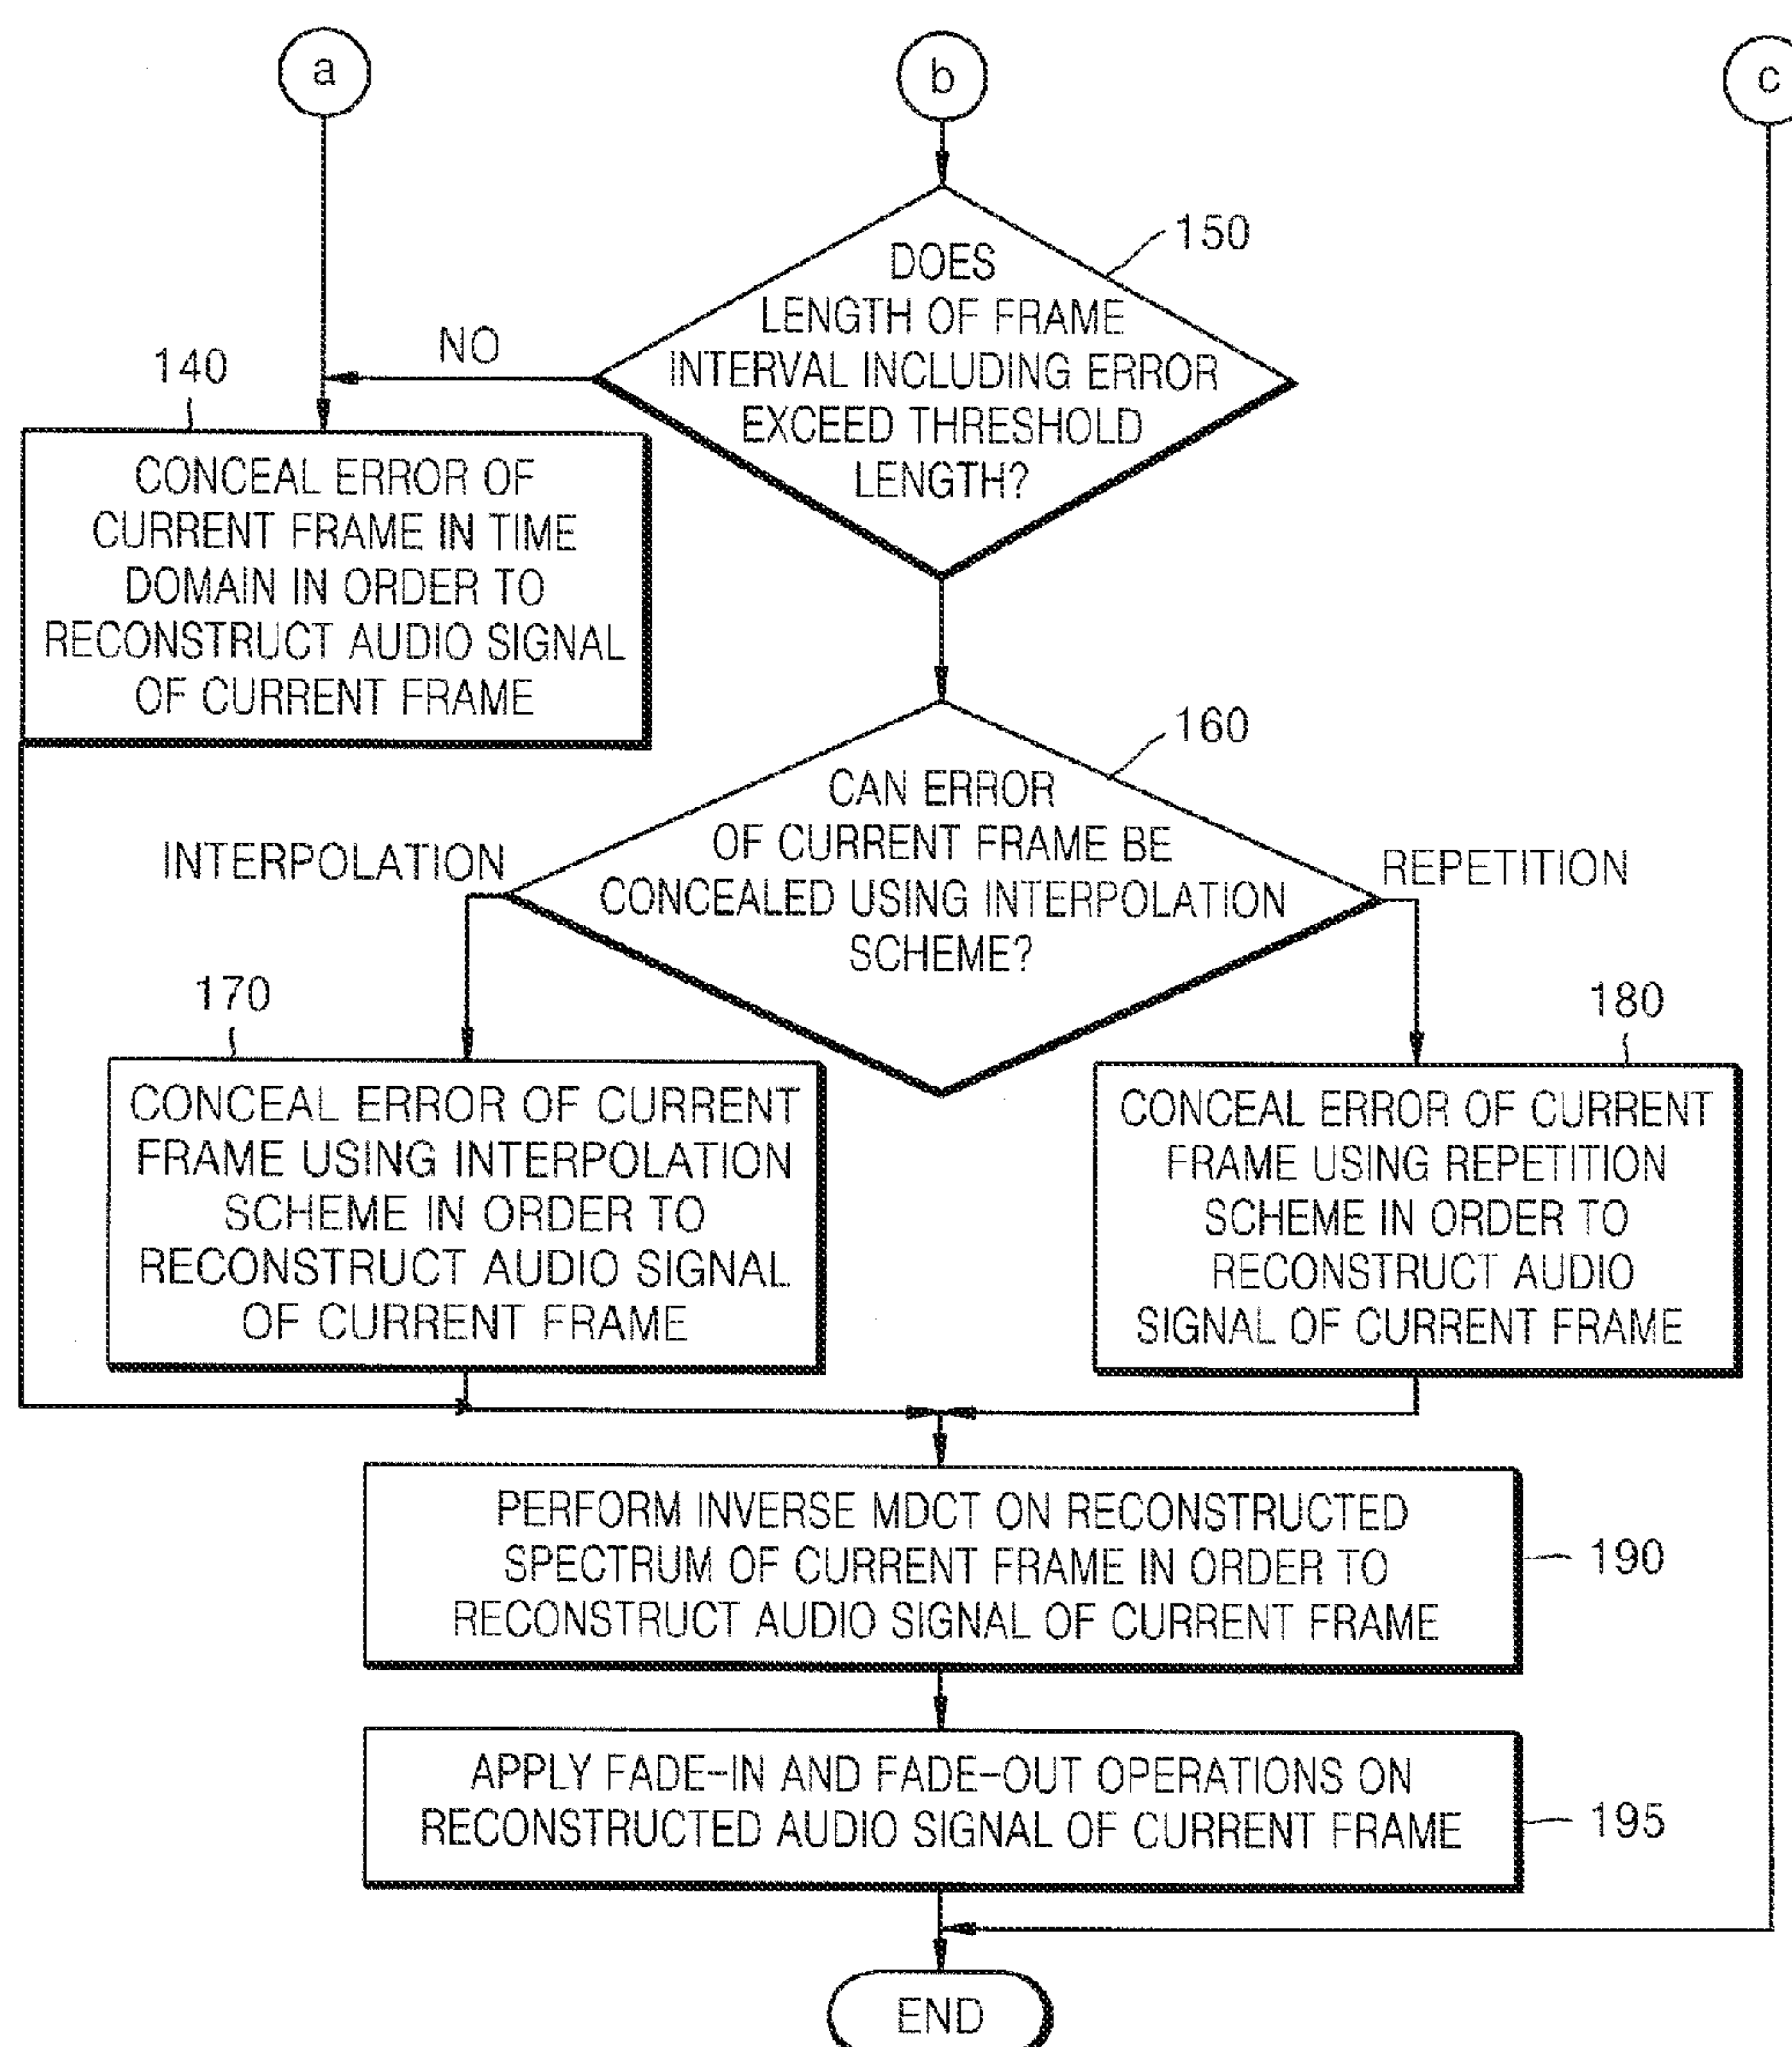 a
b
c
150
DOES
LENGTH OF FRAME
INTERVAL INCLUDING ERROR
EXCEED THRESHOLD
LENGTH?
NO
140
CONCEAL ERROR OF
CURRENT FRAME IN TIME
DOMAIN IN ORDER TO
RECONSTRUCT AUDIO SIGNAL
OF CURRENT FRAME
160
CAN ERROR
OF CURRENT FRAME BE
CONCEALED USING INTERPOLATION
SCHEME?
INTERPOLATION
REPETITION
170
CONCEAL ERROR OF CURRENT
FRAME USING INTERPOLATION
SCHEME IN ORDER TO
RECONSTRUCT AUDIO SIGNAL
OF CURRENT FRAME
180
CONCEAL ERROR OF CURRENT
FRAME USING REPETITION
SCHEME IN ORDER TO
RECONSTRUCT AUDIO
SIGNAL OF CURRENT FRAME
PERFORM INVERSE MDCT ON RECONSTRUCTED
SPECTRUM OF CURRENT FRAME IN ORDER TO
RECONSTRUCT AUDIO SIGNAL OF CURRENT FRAME
190
APPLY FADE-IN AND FADE-OUT OPERATIONS ON
RECONSTRUCTED AUDIO SIGNAL OF CURRENT FRAME
195
END